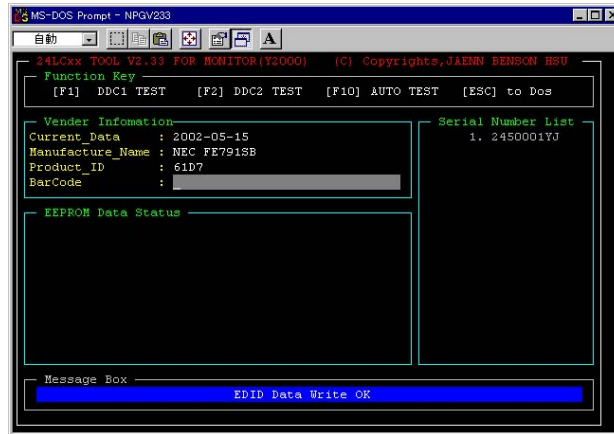 MS-DOS Prompt - NPGV233
自動
A
24LCxx TOOL V2.33 FOR MONITOR(Y2000) (C) Copyrights,JAENN BENSON HSU
Function Key
[F1] DDC1 TEST [F2] DDC2 TEST [F10] AUTO TEST [ESC] to Dos
Vender Infomation
Current_Data : 2002-05-15
Manufacture_Name : NEC FE791SB
Product_ID : 61D7
BarCode : _
Serial Number List
1. 2450001YJ
EEPROM Data Status
Message Box
EDID Data Write OK